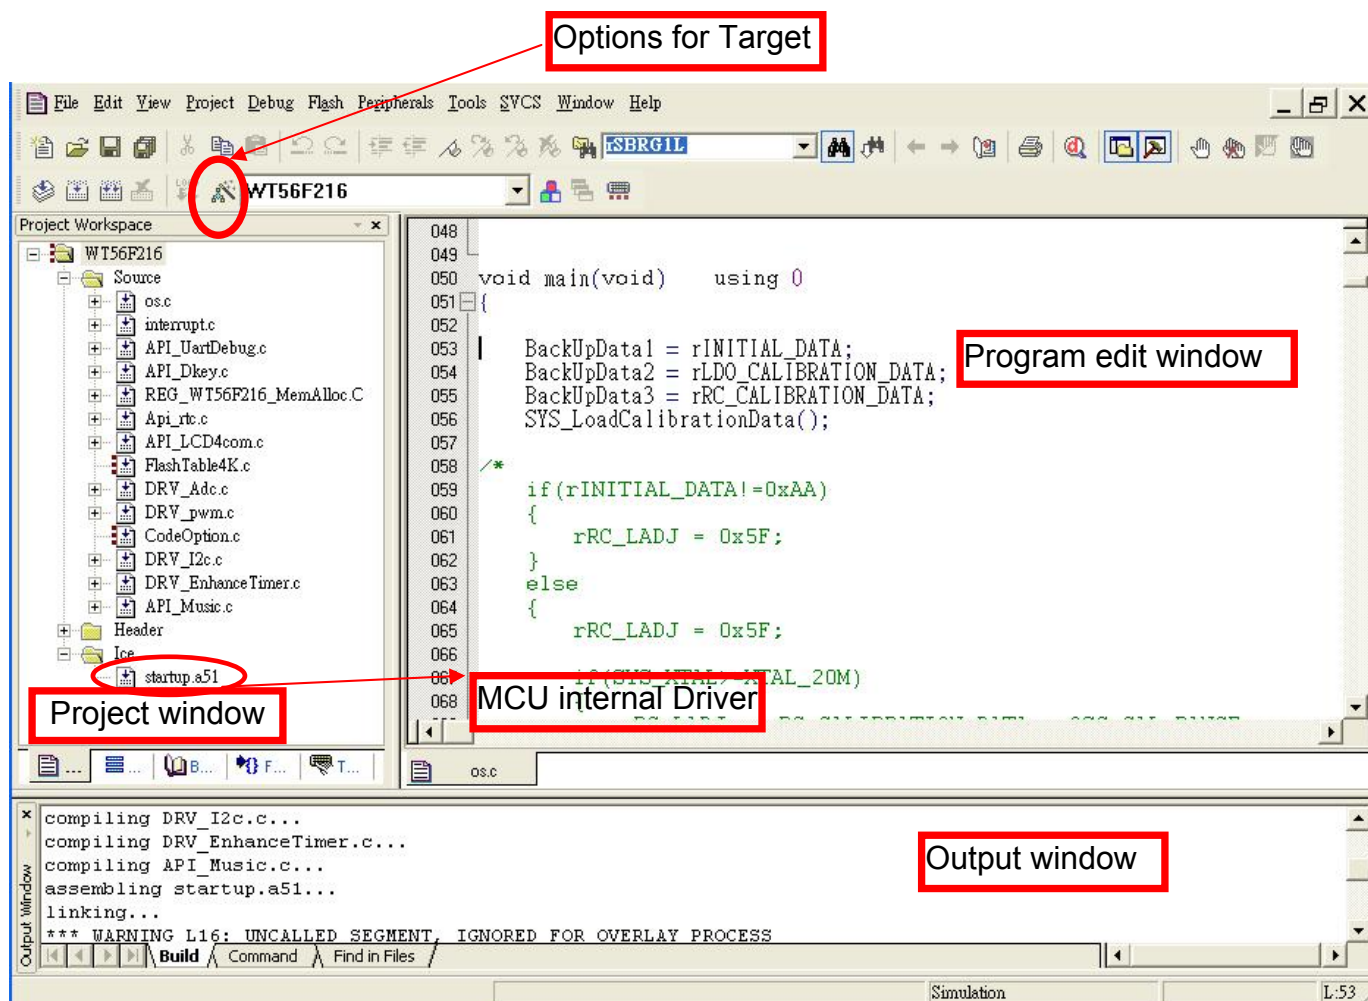 Options for Target
File Edit View Project Debug Flash Peripherals Tools SVCS Window Help
rSBRG1L
WT56F216
Project Workspace
WT56F216
Source
os.c
interrupt.c
API_UartDebug.c
API_Dkey.c
REG_WT56F216_MemAlloc.C
Api_rtc.c
API_LCD4com.c
FlashTable4K.c
DRV_Adc.c
DRV_pwm.c
CodeOption.c
DRV_I2c.c
DRV_EnhanceTimer.c
API_Music.c
Header
Ice
startup.a51
Project window
... ... B... F... T...
048
049
050 void main(void) using 0
051 {
052
053 BackUpData1 = rINITIAL_DATA;
054 BackUpData2 = rLDO_CALIBRATION_DATA;
055 BackUpData3 = rRC_CALIBRATION_DATA;
056 SYS_LoadCalibrationData();
057
058 /*
059 if(rINITIAL_DATA!=0xAA)
060 {
061 rRC_LADJ = 0x5F;
062 }
063 else
064 {
065 rRC_LADJ = 0x5F;
066
068
Program edit window
MCU internal Driver
os.c
compiling DRV_I2c.c...
compiling DRV_EnhanceTimer.c...
compiling API_Music.c...
assembling startup.a51...
linking...
*** WARNING L16: UNCALLED SEGMENT, IGNORED FOR OVERLAY PROCESS
Output window
Output Window
Build Command Find in Files
Simulation L:53